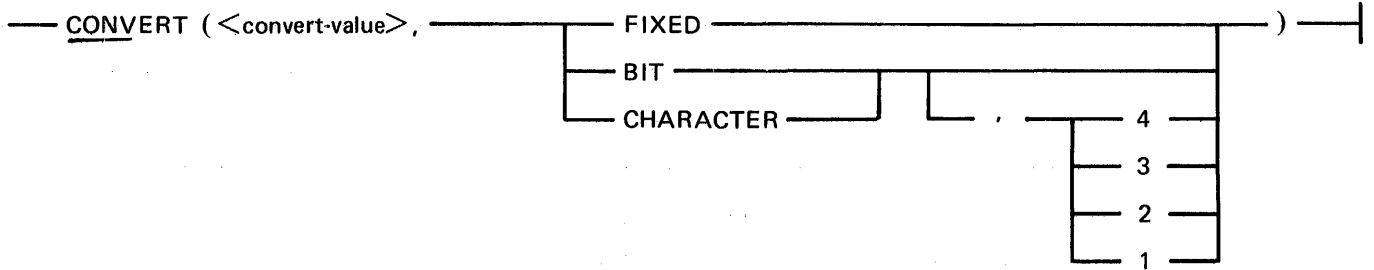 CONVERT (<convert-value>, FIXED )
BIT
CHARACTER , 4
3
2
1